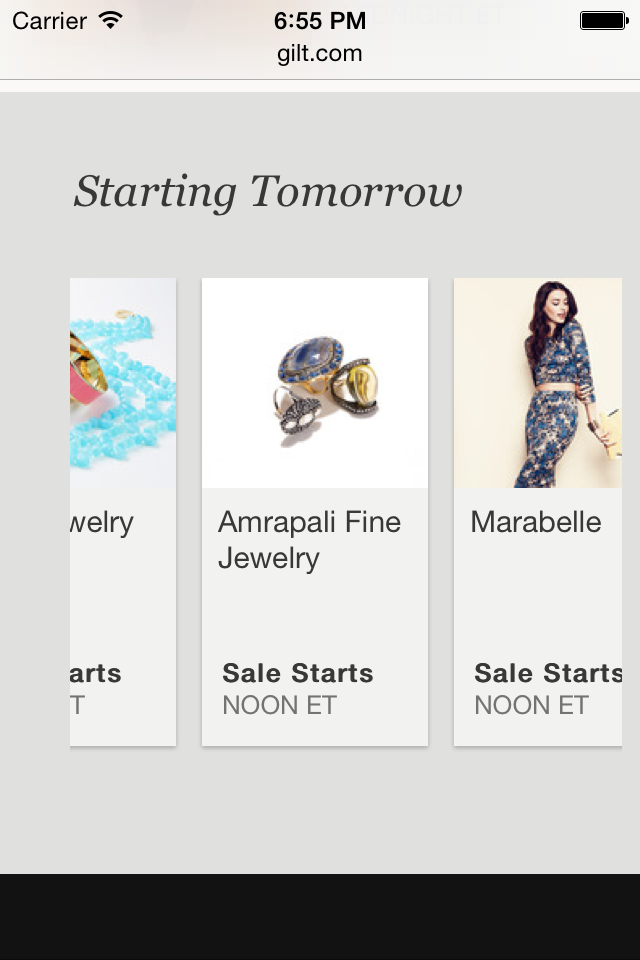 Carrier 6:55 PM
gilt.com
Starting Tomorrow
welry
arts
T
Amrapali Fine
Jewelry
Sale Starts
NOON ET
Marabelle
Sale Starts
NOON ET